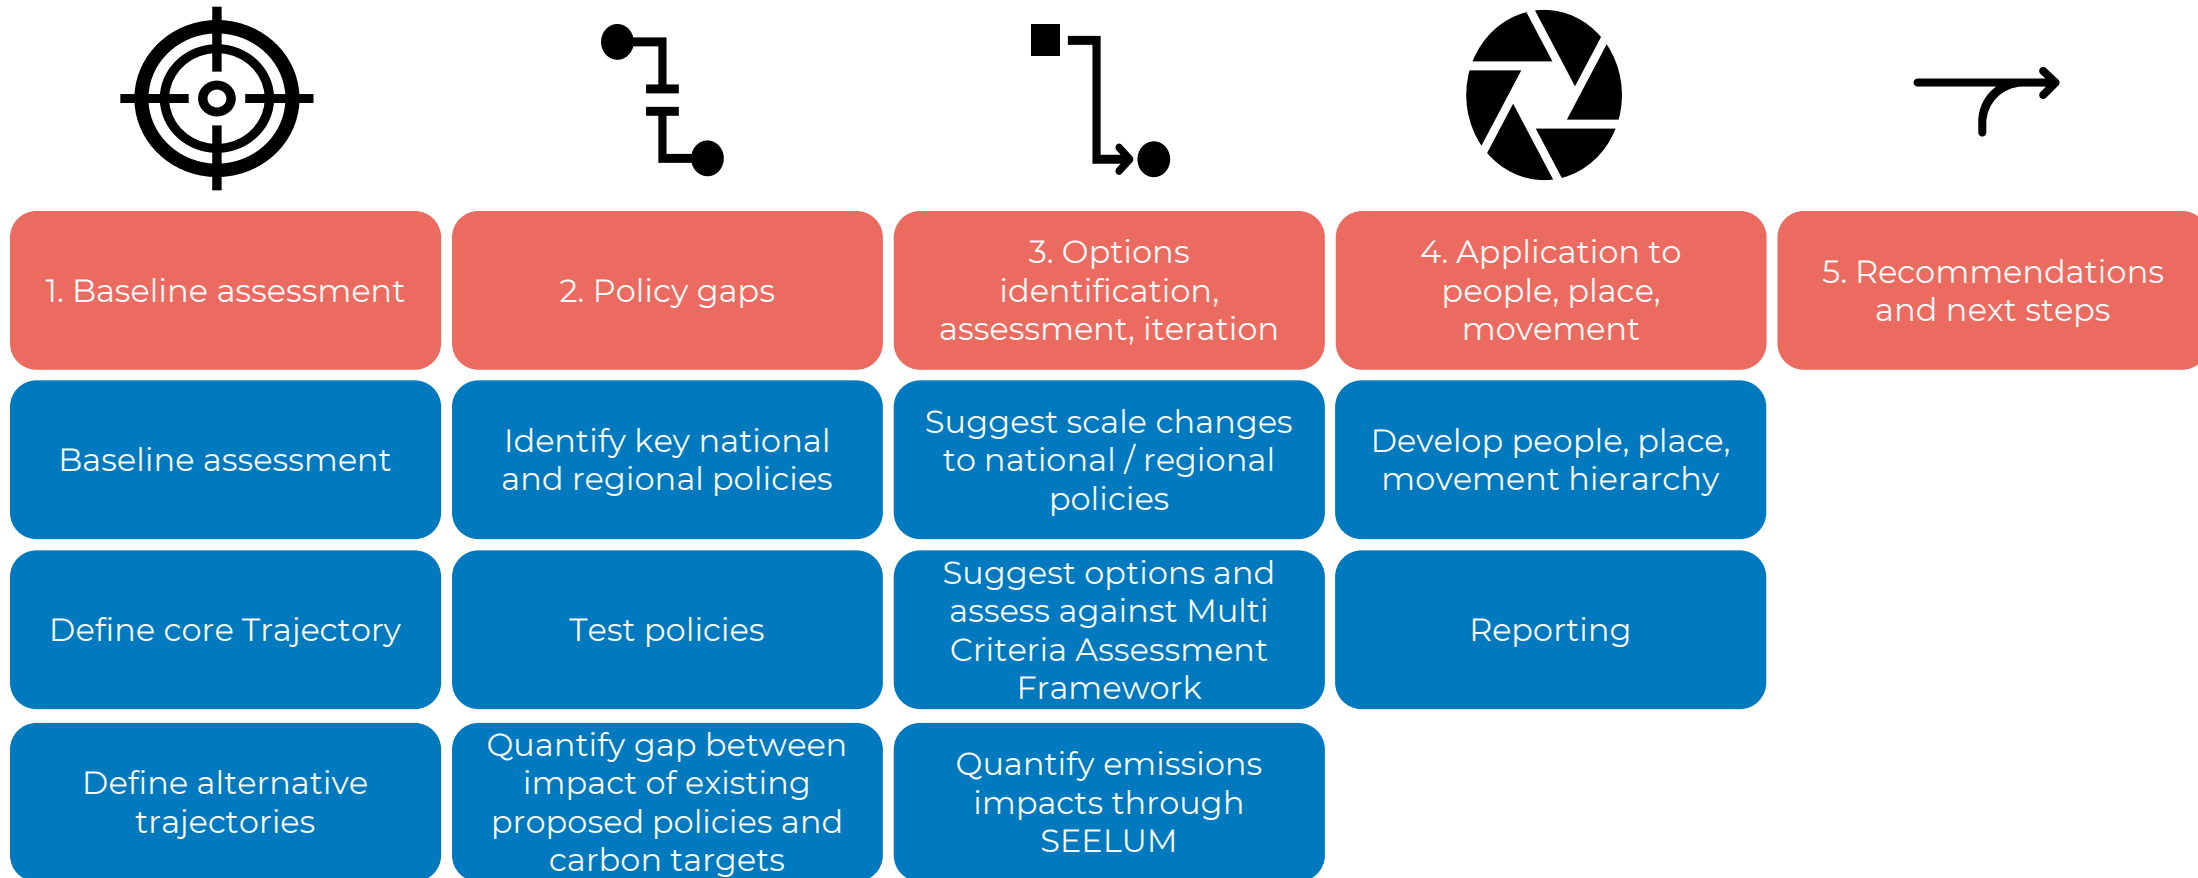 1. Baseline assessment
2. Policy gaps
3. Options
identification,
assessment, iteration
4. Application to
people, place,
movement
5. Recommendations
and next steps
Baseline assessment
Identify key national
and regional policies
Suggest scale changes
to national / regional
policies
Develop people, place,
movement hierarchy
Define core Trajectory
Test policies
Suggest options and
assess against Multi
Criteria Assessment
Framework
Reporting
Define alternative
trajectories
Quantify gap between
impact of existing
proposed policies and
carbon targets
Quantify emissions
impacts through
SEELUM